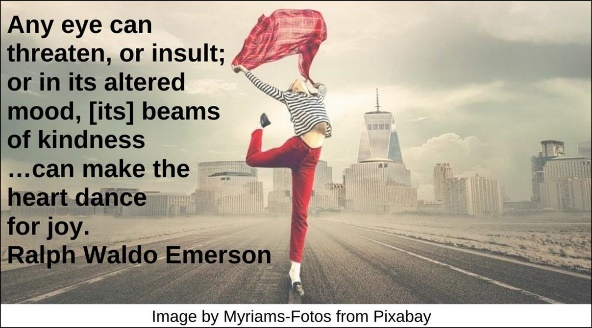 Any eye can
threaten, or insult;
or in its altered
mood, [its] beams
of kindness
…can make the
heart dance
for joy.
Ralph Waldo Emerson
Image by Myriams-Fotos from Pixabay